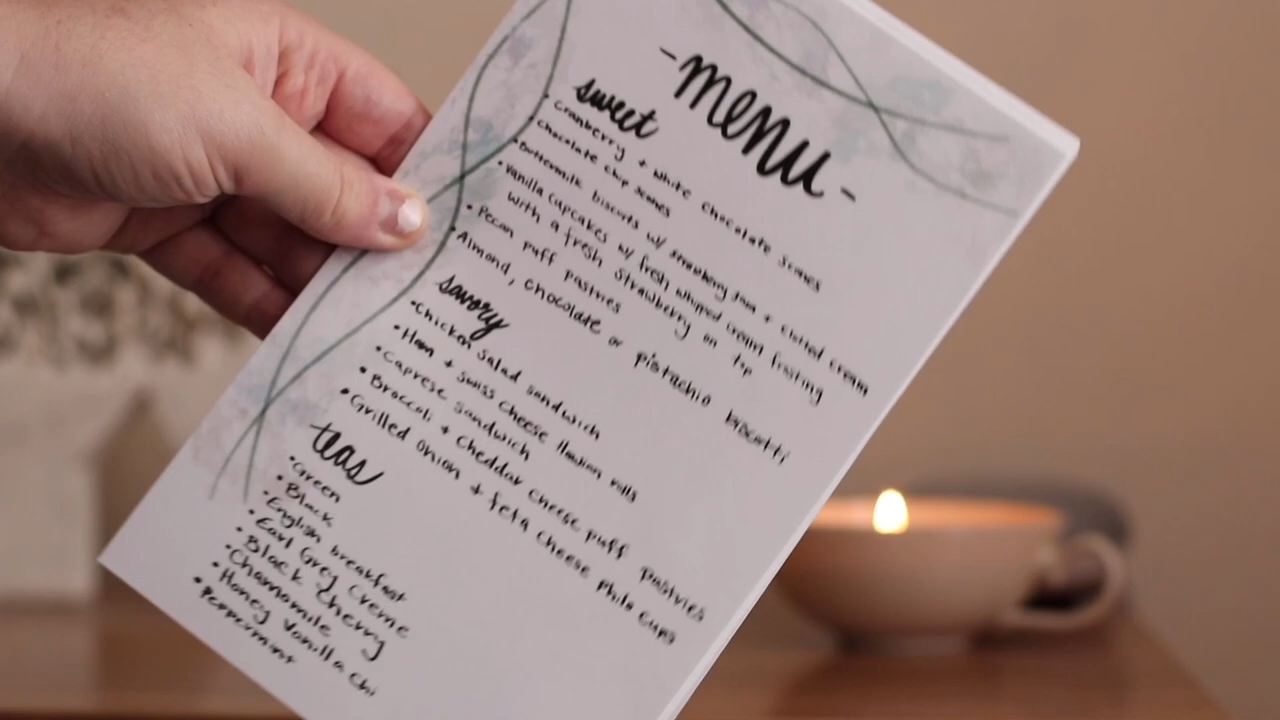 -menu-
sweet
• Cranberry + white chocolate scones
• Chocolate chip scones
• Buttermilk biscuits w/ strawberry jam + clotted cream
• Vanilla cupcakes w/ fresh whipped cream frosting
with a fresh strawberry on top
• Pecan puff pastries
• Almond, chocolate or pistachio biscotti
savory
• Chicken salad sandwich
• Ham + swiss cheese Hawiian rolls
• Caprese sandwich
• Broccoli + cheddar cheese puff pastries
• Grilled onion + feta cheese philo cups
teas
• Green
• Black
• English breakfast
• Earl Grey Creme
• Black Cherry
• Chamomile
• Honey Vanilla Chi
• Peppermint